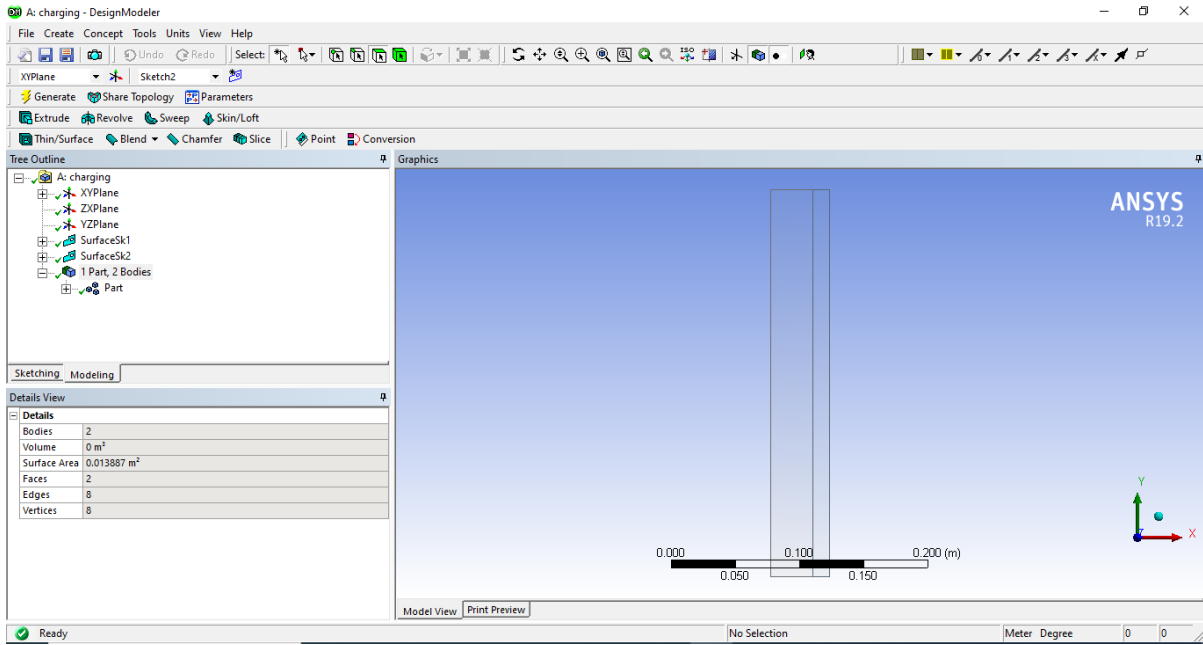 A: charging - DesignModeler
File Create Concept Tools Units View Help
Undo Redo Select:
XYPlane Sketch2
Generate Share Topology Parameters
Extrude Revolve Sweep Skin/Loft
Thin/Surface Blend Chamfer Slice Point Conversion
Tree Outline
A: charging
XYPlane
ZXPlane
YZPlane
SurfaceSk1
SurfaceSk2
1 Part, 2 Bodies
Part
Sketching Modeling
Details View
Details
Bodies 2
Volume 0 m³
Surface Area 0.013887 m²
Faces 2
Edges 8
Vertices 8
Graphics
ANSYS
R19.2
Y
Z X
0.000 0.100 0.200 (m)
0.050 0.150
Model View Print Preview
Ready No Selection Meter Degree 0 0